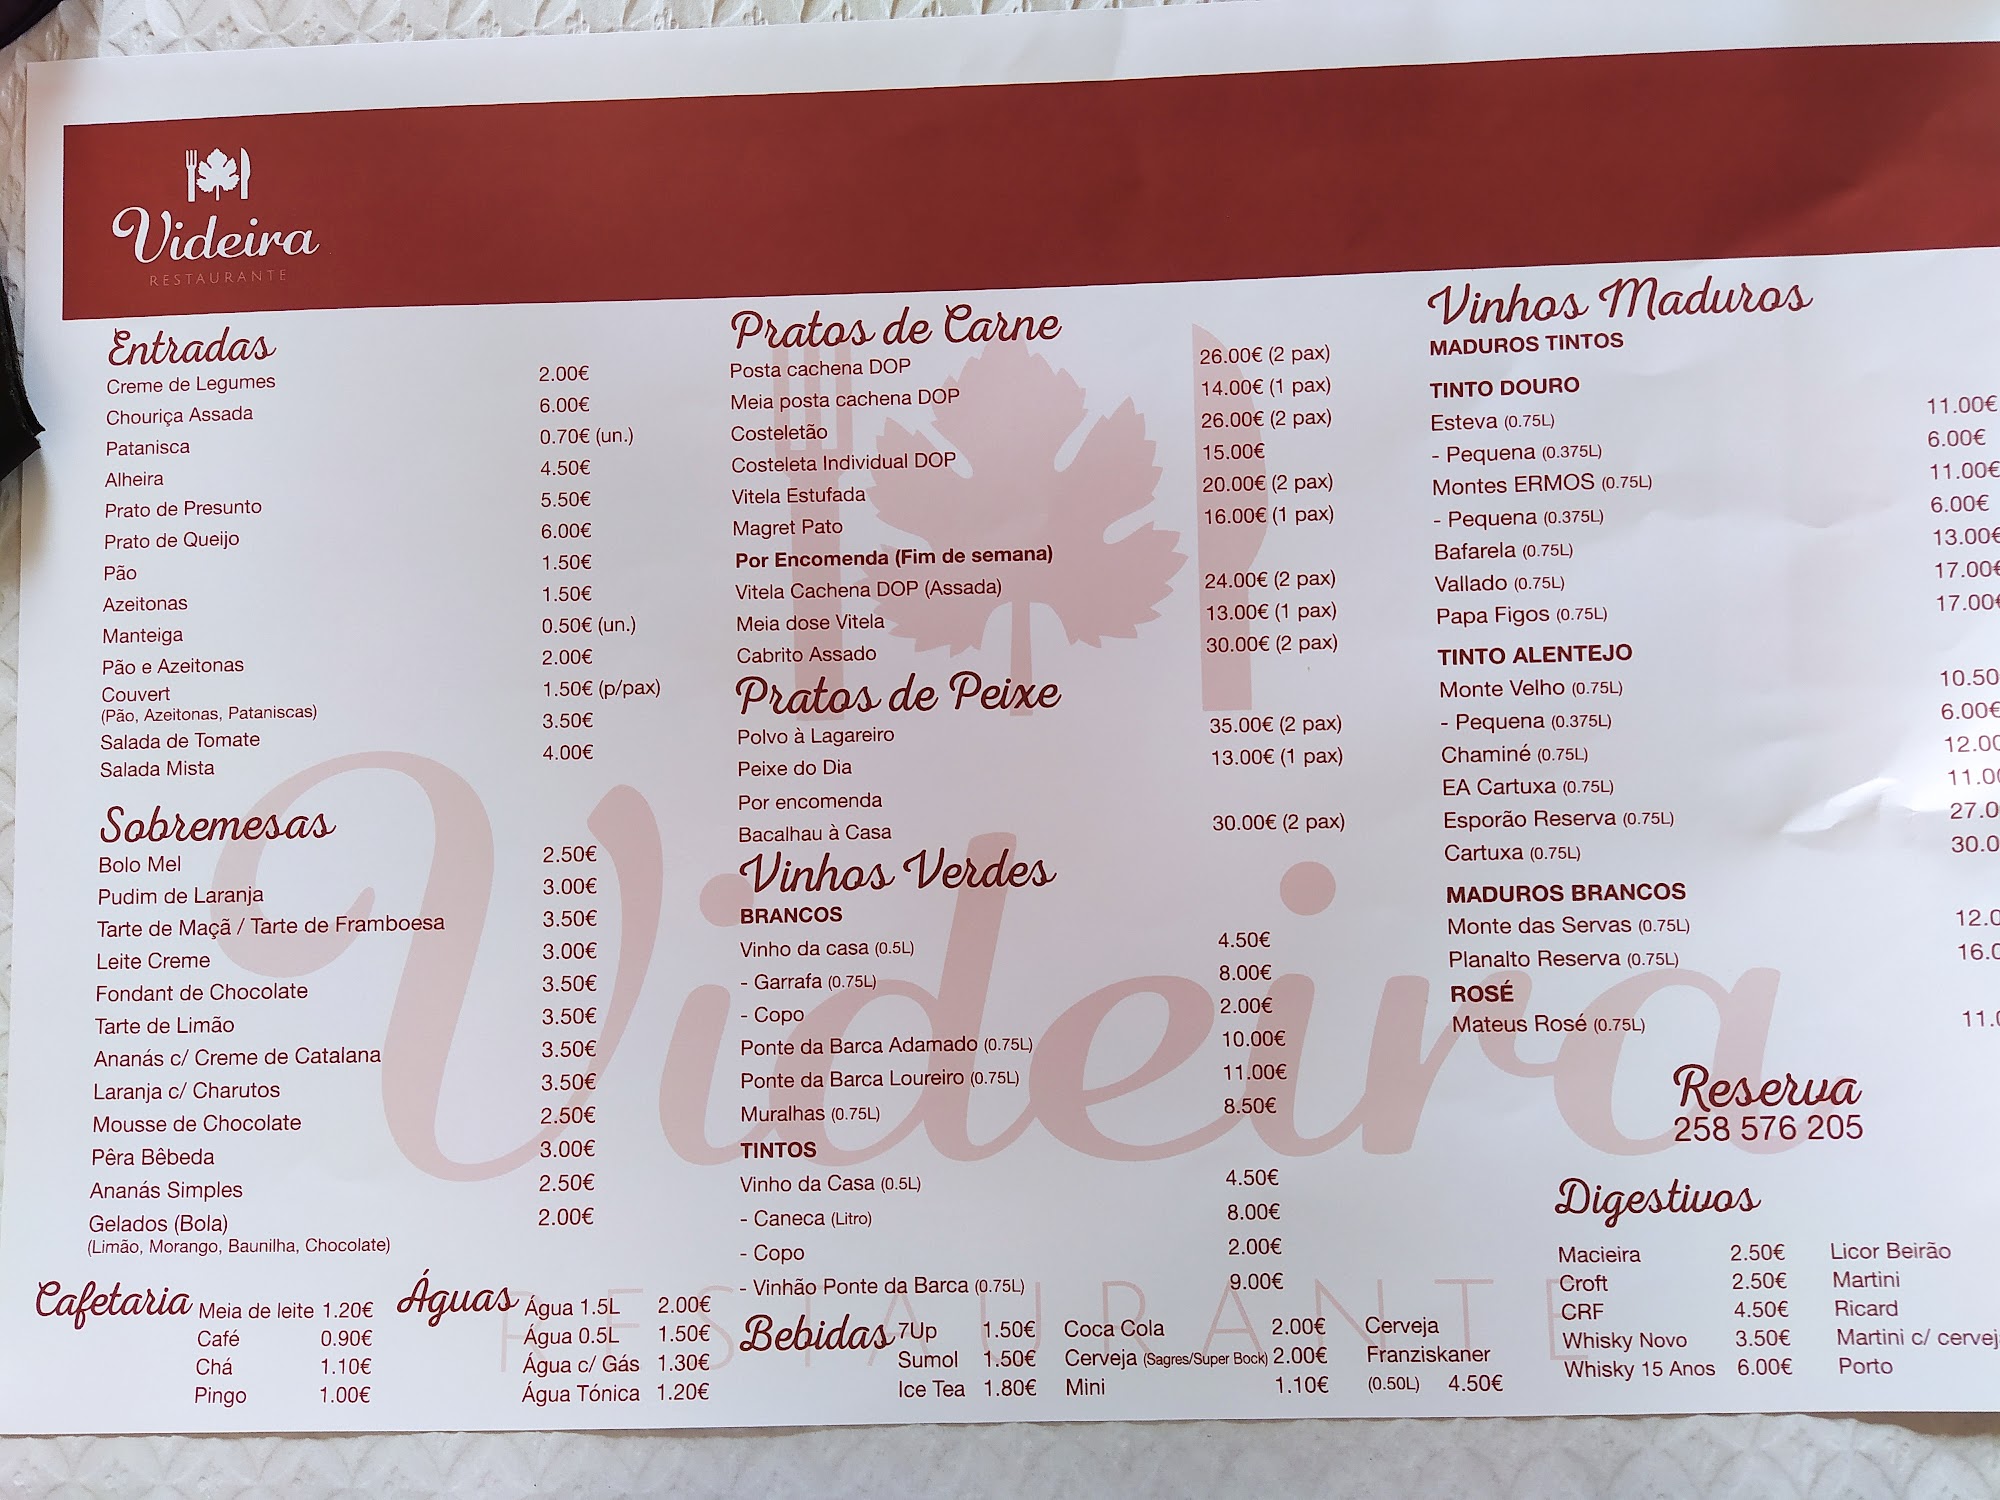 Videira
RESTAURANTE
Entradas
Creme de Legumes 2.00€
Chouriça Assada 6.00€
Patanisca 0.70€ (un.)
Alheira 4.50€
Prato de Presunto 5.50€
Prato de Queijo 6.00€
Pão 1.50€
Azeitonas 1.50€
Manteiga 0.50€ (un.)
Pão e Azeitonas 2.00€
Couvert 1.50€ (p/pax)
(Pão, Azeitonas, Pataniscas)
Salada de Tomate 3.50€
Salada Mista 4.00€
Sobremesas
Bolo Mel 2.50€
Pudim de Laranja 3.00€
Tarte de Maçã / Tarte de Framboesa 3.50€
Leite Creme 3.00€
Fondant de Chocolate 3.50€
Tarte de Limão 3.50€
Ananás c/ Creme de Catalana 3.50€
Laranja c/ Charutos 3.50€
Mousse de Chocolate 2.50€
Pêra Bêbeda 3.00€
Ananás Simples 2.50€
Gelados (Bola) 2.00€
(Limão, Morango, Baunilha, Chocolate)
Cafetaria
Meia de leite 1.20€
Café 0.90€
Chá 1.10€
Pingo 1.00€
Águas
Água 1.5L 2.00€
Água 0.5L 1.50€
Água c/ Gás 1.30€
Água Tónica 1.20€
Pratos de Carne
Posta cachena DOP 26.00€ (2 pax)
Meia posta cachena DOP 14.00€ (1 pax)
Costeletão 26.00€ (2 pax)
Costeleta Individual DOP 15.00€
Vitela Estufada 20.00€ (2 pax)
Magret Pato 16.00€ (1 pax)
Por Encomenda (Fim de semana)
Vitela Cachena DOP (Assada) 24.00€ (2 pax)
Meia dose Vitela 13.00€ (1 pax)
Cabrito Assado 30.00€ (2 pax)
Pratos de Peixe
Polvo à Lagareiro 35.00€ (2 pax)
Peixe do Dia 13.00€ (1 pax)
Por encomenda
Bacalhau à Casa 30.00€ (2 pax)
Vinhos Verdes
BRANCOS
Vinho da casa (0.5L) 4.50€
- Garrafa (0.75L) 8.00€
- Copo 2.00€
Ponte da Barca Adamado (0.75L) 10.00€
Ponte da Barca Loureiro (0.75L) 11.00€
Muralhas (0.75L) 8.50€
TINTOS
Vinho da Casa (0.5L) 4.50€
- Caneca (Litro) 8.00€
- Copo 2.00€
- Vinhão Ponte da Barca (0.75L) 9.00€
Bebidas
7Up 1.50€ Coca Cola 2.00€ Cerveja
Sumol 1.50€ Cerveja (Sagres/Super Bock) 2.00€ Franziskaner
Ice Tea 1.80€ Mini 1.10€ (0.50L) 4.50€
Vinhos Maduros
MADUROS TINTOS
TINTO DOURO
Esteva (0.75L) 11.00€
- Pequena (0.375L) 6.00€
Montes ERMOS (0.75L) 11.00€
- Pequena (0.375L) 6.00€
Bafarela (0.75L) 13.00€
Vallado (0.75L) 17.00€
Papa Figos (0.75L) 17.00€
TINTO ALENTEJO
Monte Velho (0.75L) 10.50
- Pequena (0.375L) 6.00€
Chaminé (0.75L) 12.00
EA Cartuxa (0.75L) 11.0
Esporão Reserva (0.75L) 27.0
Cartuxa (0.75L) 30.0
MADUROS BRANCOS
Monte das Servas (0.75L) 12.0
Planalto Reserva (0.75L) 16.0
ROSÉ
Mateus Rosé (0.75L) 11.0
Reserva
258 576 205
Digestivos
Macieira 2.50€ Licor Beirão
Croft 2.50€ Martini
CRF 4.50€ Ricard
Whisky Novo 3.50€ Martini c/ cervej
Whisky 15 Anos 6.00€ Porto
Videira
RESTAURANTE